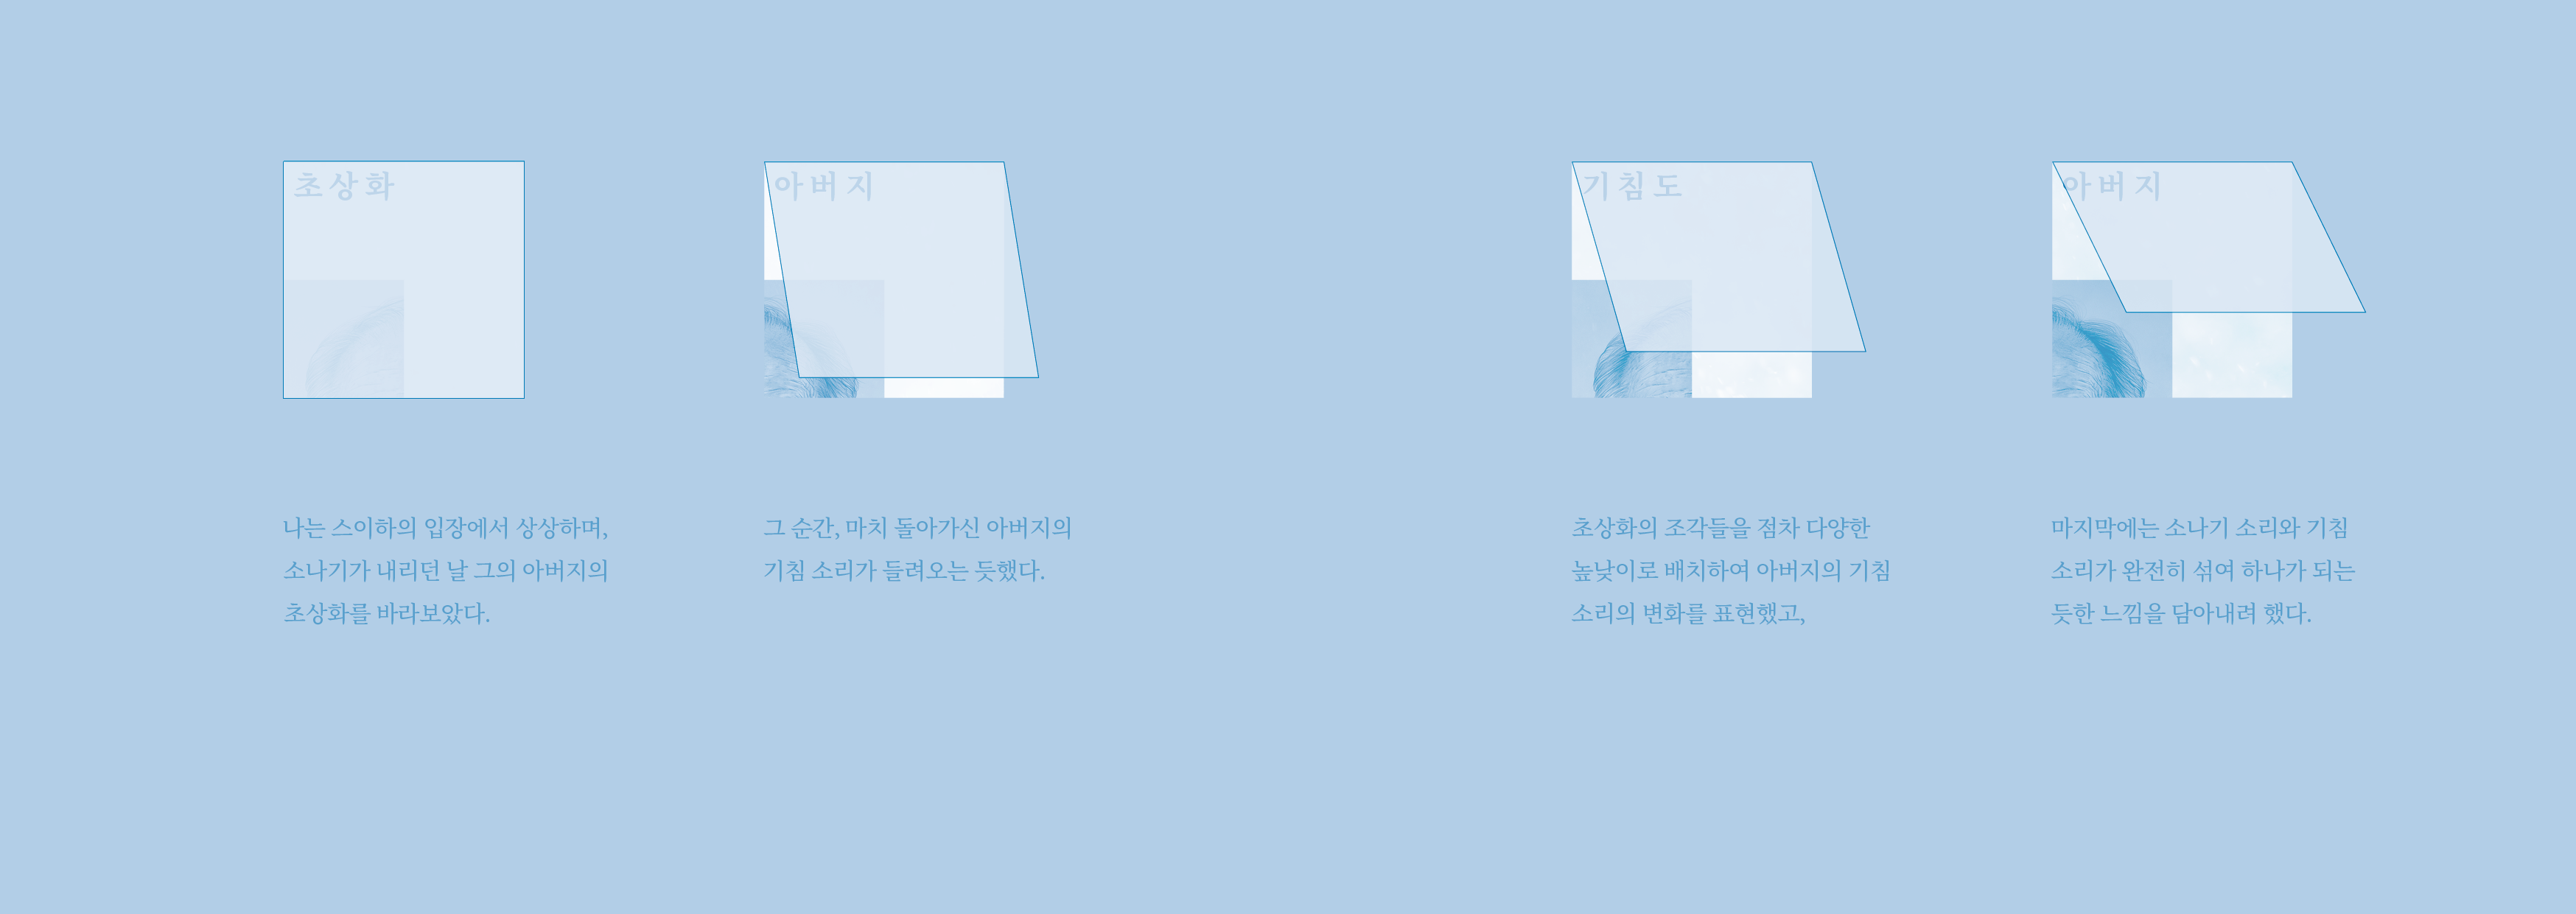 초상화
나는 스이하의 입장에서 상상하며,
소나기가 내리던 날 그의 아버지의
초상화를 바라보았다.
아버지
그 순간, 마치 돌아가신 아버지의
기침 소리가 들려오는 듯했다.
기침도
초상화의 조각들을 점차 다양한
높낮이로 배치하여 아버지의 기침
소리의 변화를 표현했고,
아버지
마지막에는 소나기 소리와 기침
소리가 완전히 섞여 하나가 되는
듯한 느낌을 담아내려 했다.